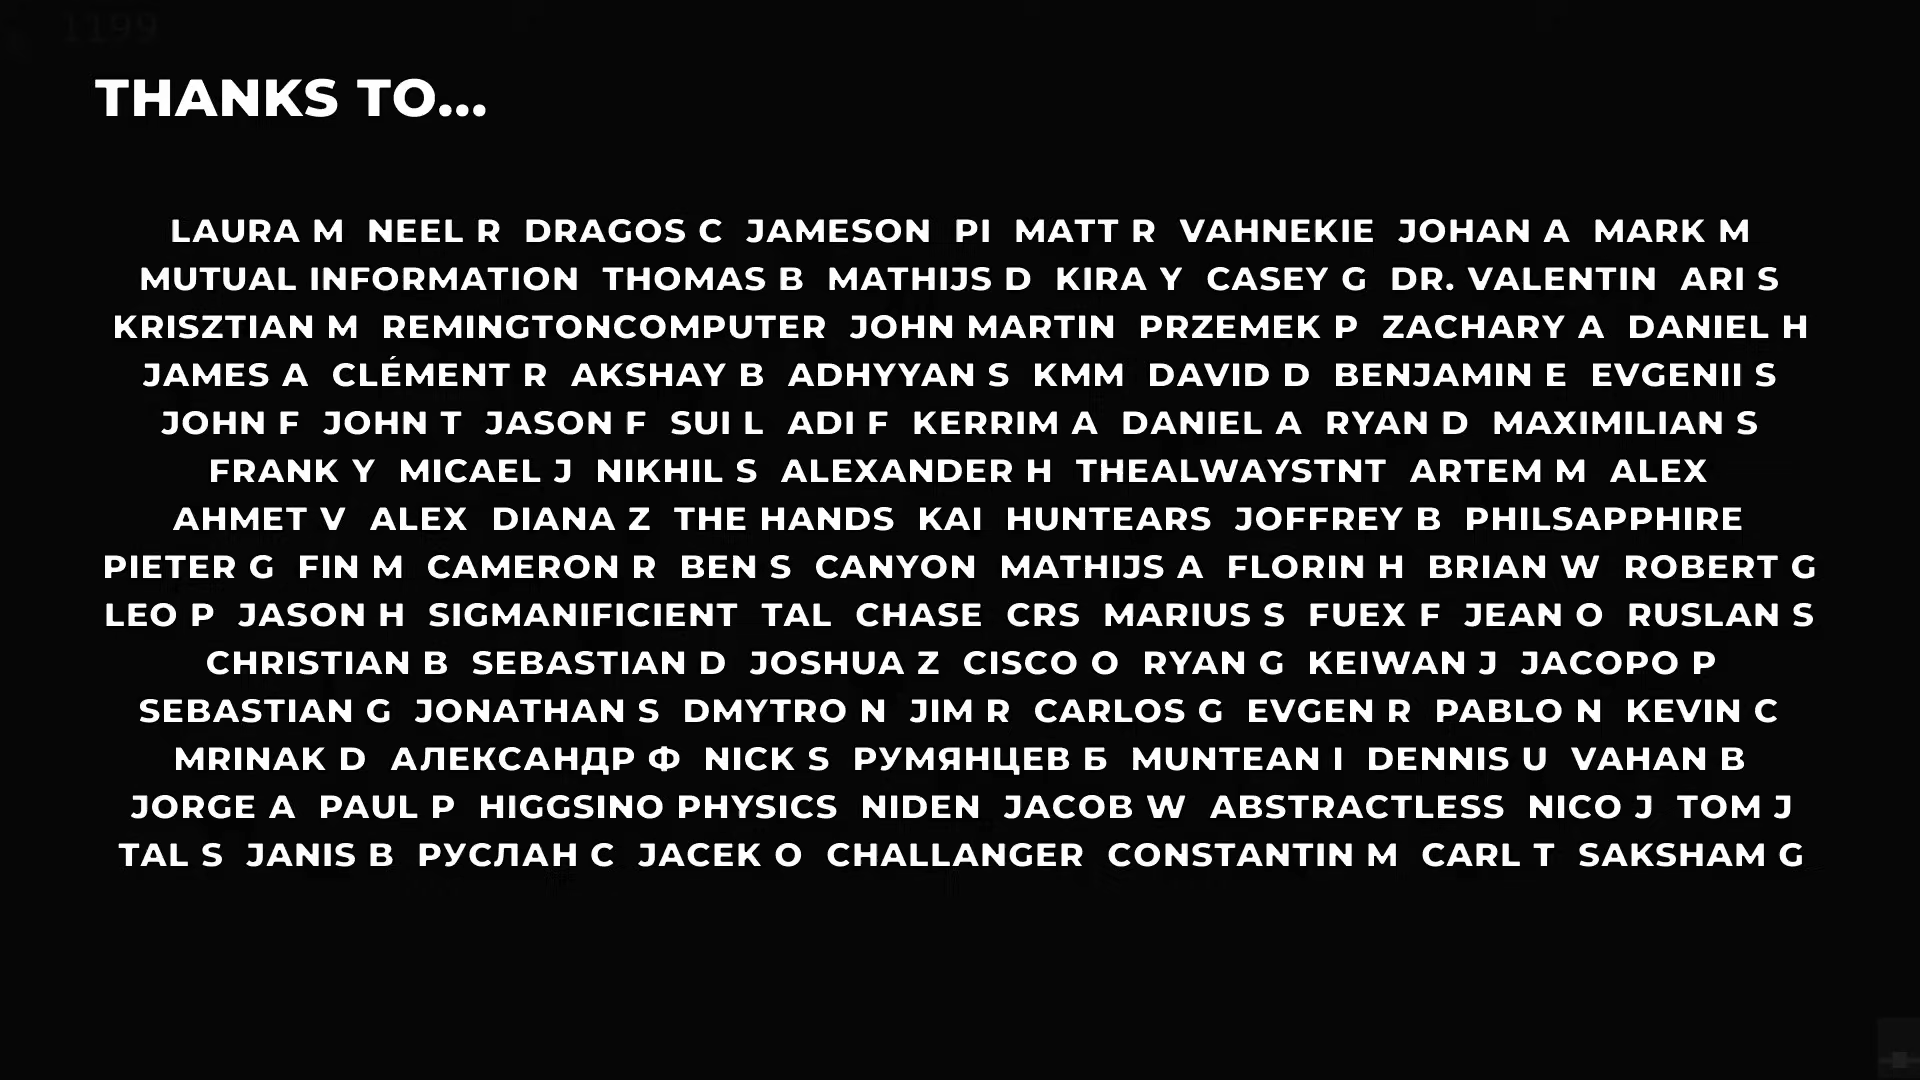 THANKS TO...
LAURA M NEEL R DRAGOS C JAMESON PI MATT R VAHNEKIE JOHAN A MARK M
MUTUAL INFORMATION THOMAS B MATHIJS D KIRA Y CASEY G DR. VALENTIN ARI S
KRISZTIAN M REMINGTONCOMPUTER JOHN MARTIN PRZEMEK P ZACHARY A DANIEL H
JAMES A CLÉMENT R AKSHAY B ADHYYAN S KMM DAVID D BENJAMIN E EVGENII S
JOHN F JOHN T JASON F SUI L ADI F KERRIM A DANIEL A RYAN D MAXIMILIAN S
FRANK Y MICAEL J NIKHIL S ALEXANDER H THEALWAYSTNT ARTEM M ALEX
AHMET V ALEX DIANA Z THE HANDS KAI HUNTEARS JOFFREY B PHILSAPPHIRE
PIETER G FIN M CAMERON R BEN S CANYON MATHIJS A FLORIN H BRIAN W ROBERT G
LEO P JASON H SIGMANIFICIENT TAL CHASE CRS MARIUS S FUEX F JEAN O RUSLAN S
CHRISTIAN B SEBASTIAN D JOSHUA Z CISCO O RYAN G KEIWAN J JACOPO P
SEBASTIAN G JONATHAN S DMYTRO N JIM R CARLOS G EVGEN R PABLO N KEVIN C
MRINAK D АЛЕКСАНДР Ф NICK S РУМЯНЦЕВ Б MUNTEAN I DENNIS U VAHAN B
JORGE A PAUL P HIGGSINO PHYSICS NIDEN JACOB W ABSTRACTLESS NICO J TOM J
TAL S JANIS B РУСЛАН С JACEK O CHALLANGER CONSTANTIN M CARL T SAKSHAM G